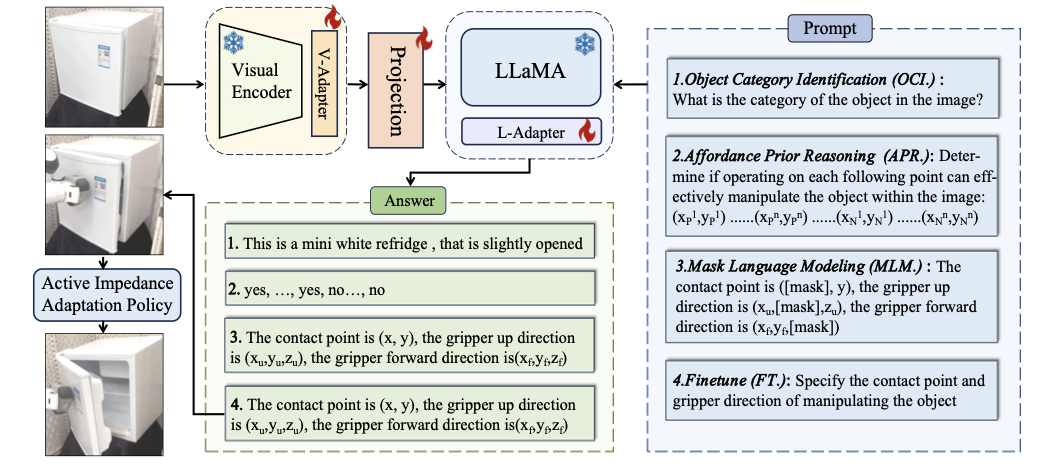 Visual
Encoder
V-Adapter
Projection
LLaMA
L-Adapter
Prompt
1.Object Category Identification (OCI.) :
What is the category of the object in the image?
2.Affordance Prior Reasoning (APR.): Deter-
mine if operating on each following point can eff-
ectively manipulate the object within the image:
(x_P^1,y_P^1) ......(x_P^n,y_P^n) ......(x_N^1,y_N^1) ......(x_N^n,y_N^n)
3.Mask Language Modeling (MLM.) : The
contact point is ([mask], y), the gripper up
direction is (x_u,[mask],z_u), the gripper forward
direction is (x_f,y_f,[mask])
4.Finetune (FT.): Specify the contact point and
gripper direction of manipulating the object
Answer
1. This is a mini white refridge , that is slightly opened
2. yes, …, yes, no…, no
3. The contact point is (x, y), the gripper up direction
is (x_u,y_u,z_u), the gripper forward direction is(x_f,y_f,z_f)
4. The contact point is (x, y), the gripper up direction
is (x_u,y_u,z_u), the gripper forward direction is(x_f,y_f,z_f)
Active Impedance
Adaptation Policy